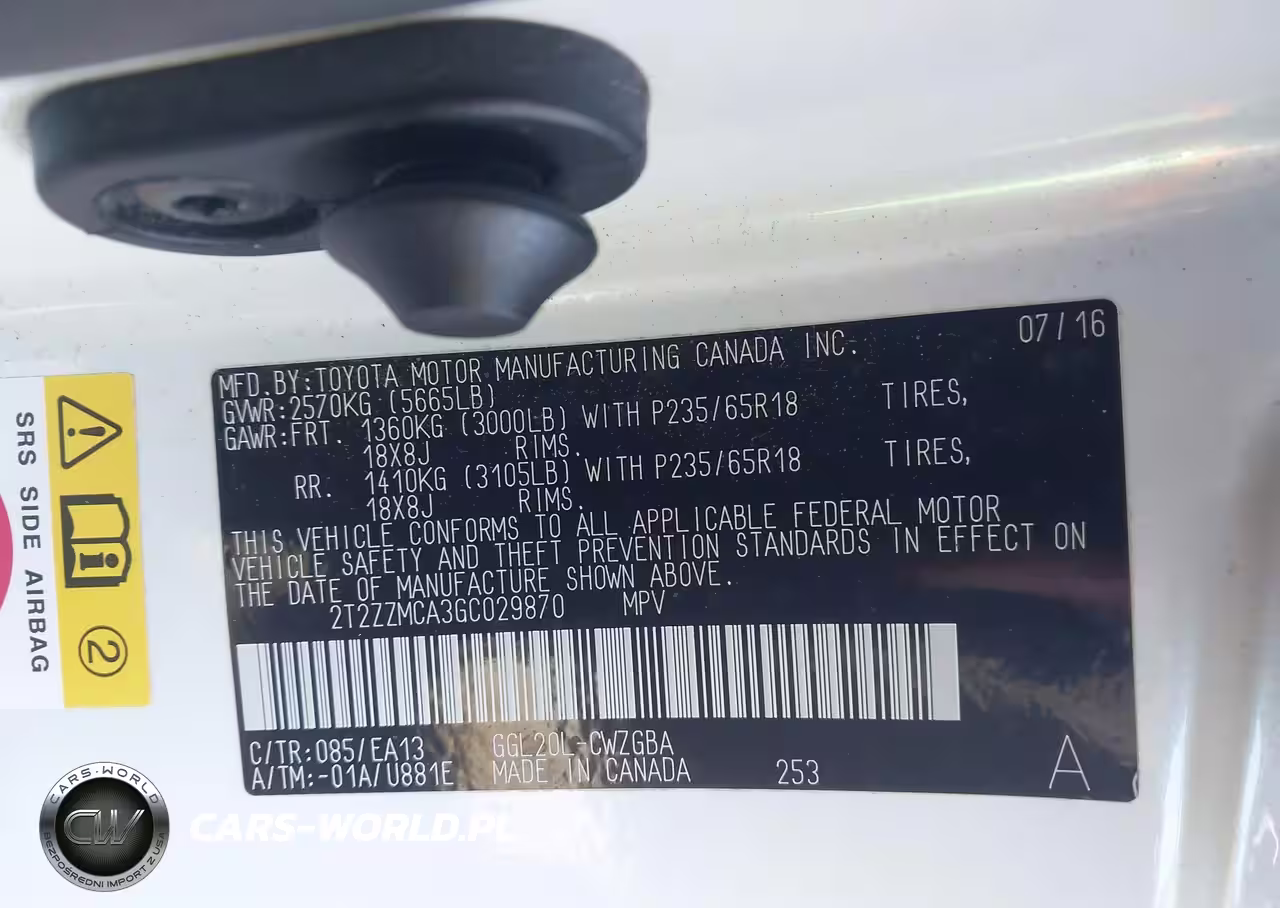 07/16
MFD.BY:TOYOTA MOTOR MANUFACTURING CANADA INC.
GVWR:2570KG (5665LB)
GAWR:FRT. 1360KG (3000LB) WITH P235/65R18 TIRES,
18X8J RIMS.
RR. 1410KG (3105LB) WITH P235/65R18 TIRES,
18X8J RIMS.
THIS VEHICLE CONFORMS TO ALL APPLICABLE FEDERAL MOTOR
VEHICLE SAFETY AND THEFT PREVENTION STANDARDS IN EFFECT ON
THE DATE OF MANUFACTURE SHOWN ABOVE.
2T2ZZMCA3GC029870 MPV
C/TR:085/EA13 GGL20L-CWZGBA
A/TM:-01A/U881E MADE IN CANADA 253 A
SRS SIDE AIRBAG
2
CARS-WORLD
CW
BEZPOŚREDNI IMPORT Z USA
CARS-WORLD.PL